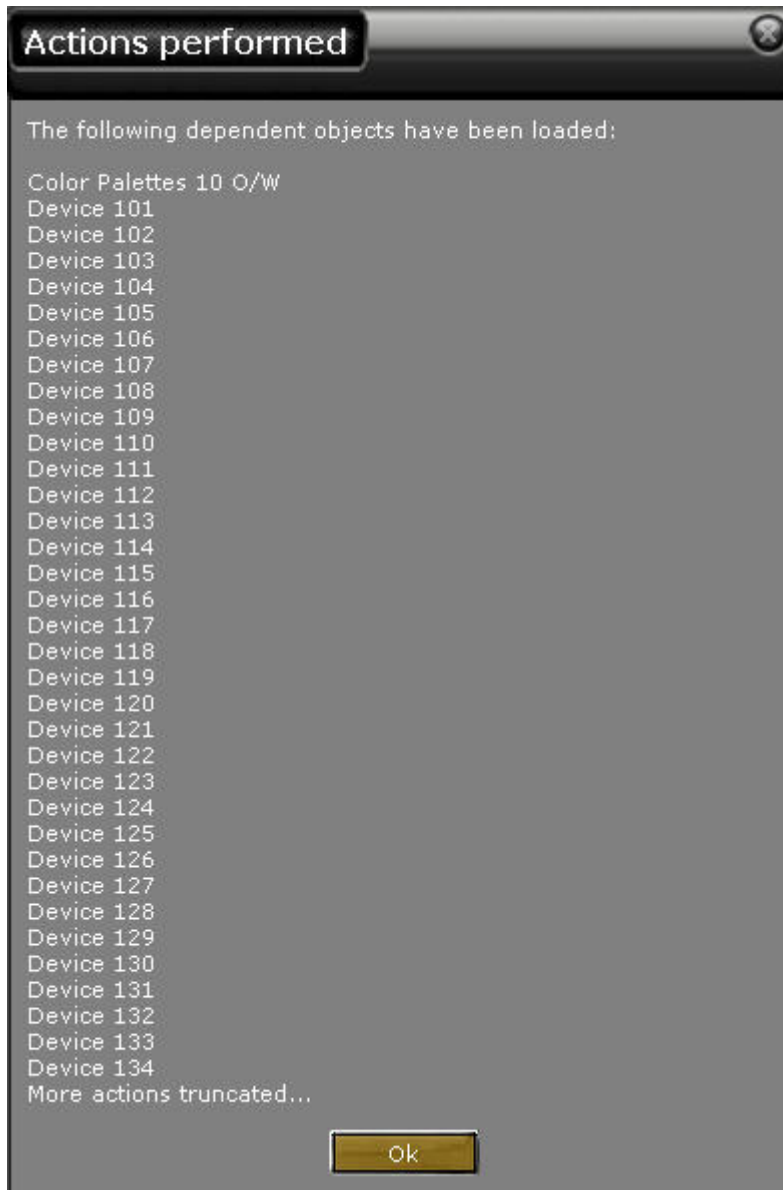 Actions performed
The following dependent objects have been loaded:
Color Palettes 10 O/W
Device 101
Device 102
Device 103
Device 104
Device 105
Device 106
Device 107
Device 108
Device 109
Device 110
Device 111
Device 112
Device 113
Device 114
Device 115
Device 116
Device 117
Device 118
Device 119
Device 120
Device 121
Device 122
Device 123
Device 124
Device 125
Device 126
Device 127
Device 128
Device 129
Device 130
Device 131
Device 132
Device 133
Device 134
More actions truncated...
Ok